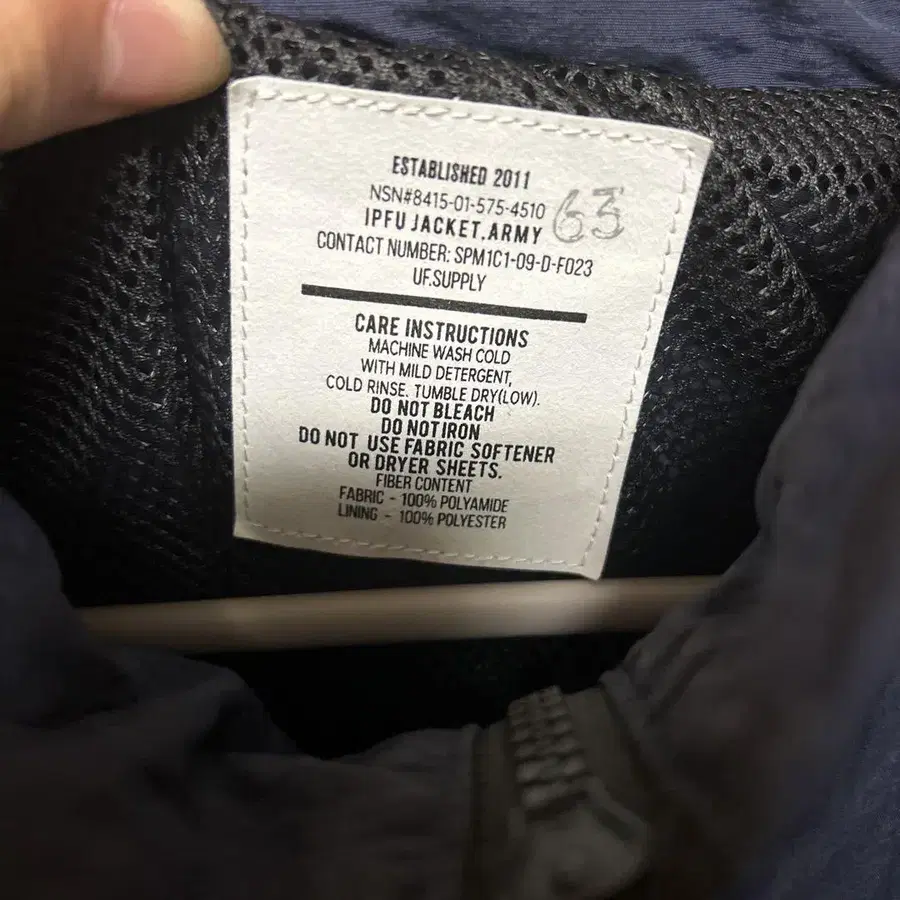 ESTABLISHED 2011
NSN#8415-01-575-4510
IPFU JACKET.ARMY 63
CONTACT NUMBER: SPM1C1-09-D-F023
UF.SUPPLY
CARE INSTRUCTIONS
MACHINE WASH COLD
WITH MILD DETERGENT,
COLD RINSE. TUMBLE DRY(LOW).
DO NOT BLEACH
DO NOT IRON
DO NOT USE FABRIC SOFTENER
OR DRYER SHEETS.
FIBER CONTENT
FABRIC - 100% POLYAMIDE
LINING - 100% POLYESTER